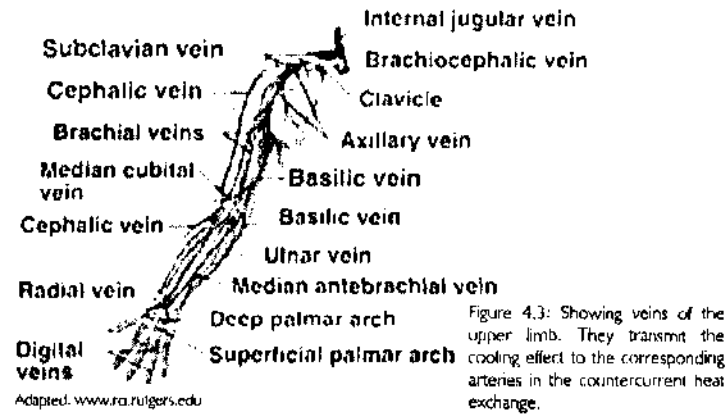 Internal jugular vein
Subclavian vein
Brachiocephalic vein
Cephalic vein
Clavicle
Brachial veins
Axillary vein
Median cubital
vein
Basilic vein
Cephalic vein
Basilic vein
Ulnar vein
Radial vein
Median antebrachial vein
Deep palmar arch
Digital
veins
Superficial palmar arch
Adapted. www.ra.rutgers.edu
Figure 4.3: Showing veins of the
upper limb. They transmit the
cooling effect to the corresponding
arteries in the countercurrent heat
exchange.